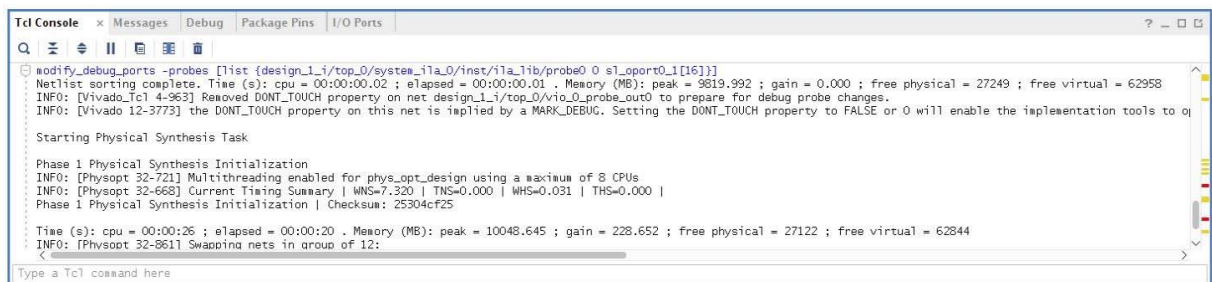 Tcl Console × Messages Debug Package Pins I/O Ports ? _
modify_debug_ports -probes [list {design_1_i/top_0/system_ila_0/inst/ila_lib/probe0 0 sl_oport0_1[16]}]
Netlist sorting complete. Time (s): cpu = 00:00:00.02 ; elapsed = 00:00:00.01 . Memory (MB): peak = 9819.992 ; gain = 0.000 ; free physical = 27249 ; free virtual = 62958
INFO: [Vivado_Tcl 4-963] Removed DONT_TOUCH property on net design_1_i/top_0/vio_0_probe_out0 to prepare for debug probe changes.
INFO: [Vivado 12-3773] the DONT_TOUCH property on this net is implied by a MARK_DEBUG. Setting the DONT_TOUCH property to FALSE or 0 will enable the implementation tools to o
Starting Physical Synthesis Task
Phase 1 Physical Synthesis Initialization
INFO: [Physopt 32-721] Multithreading enabled for phys_opt_design using a maximum of 8 CPUs
INFO: [Physopt 32-668] Current Timing Summary | WNS=7.320 | TNS=0.000 | WHS=0.031 | THS=0.000 |
Phase 1 Physical Synthesis Initialization | Checksum: 25304cf25
Time (s): cpu = 00:00:26 ; elapsed = 00:00:20 . Memory (MB): peak = 10048.645 ; gain = 228.652 ; free physical = 27122 ; free virtual = 62844
INFO: [Physopt 32-861] Swapping nets in group of 12:
Type a Tcl command here